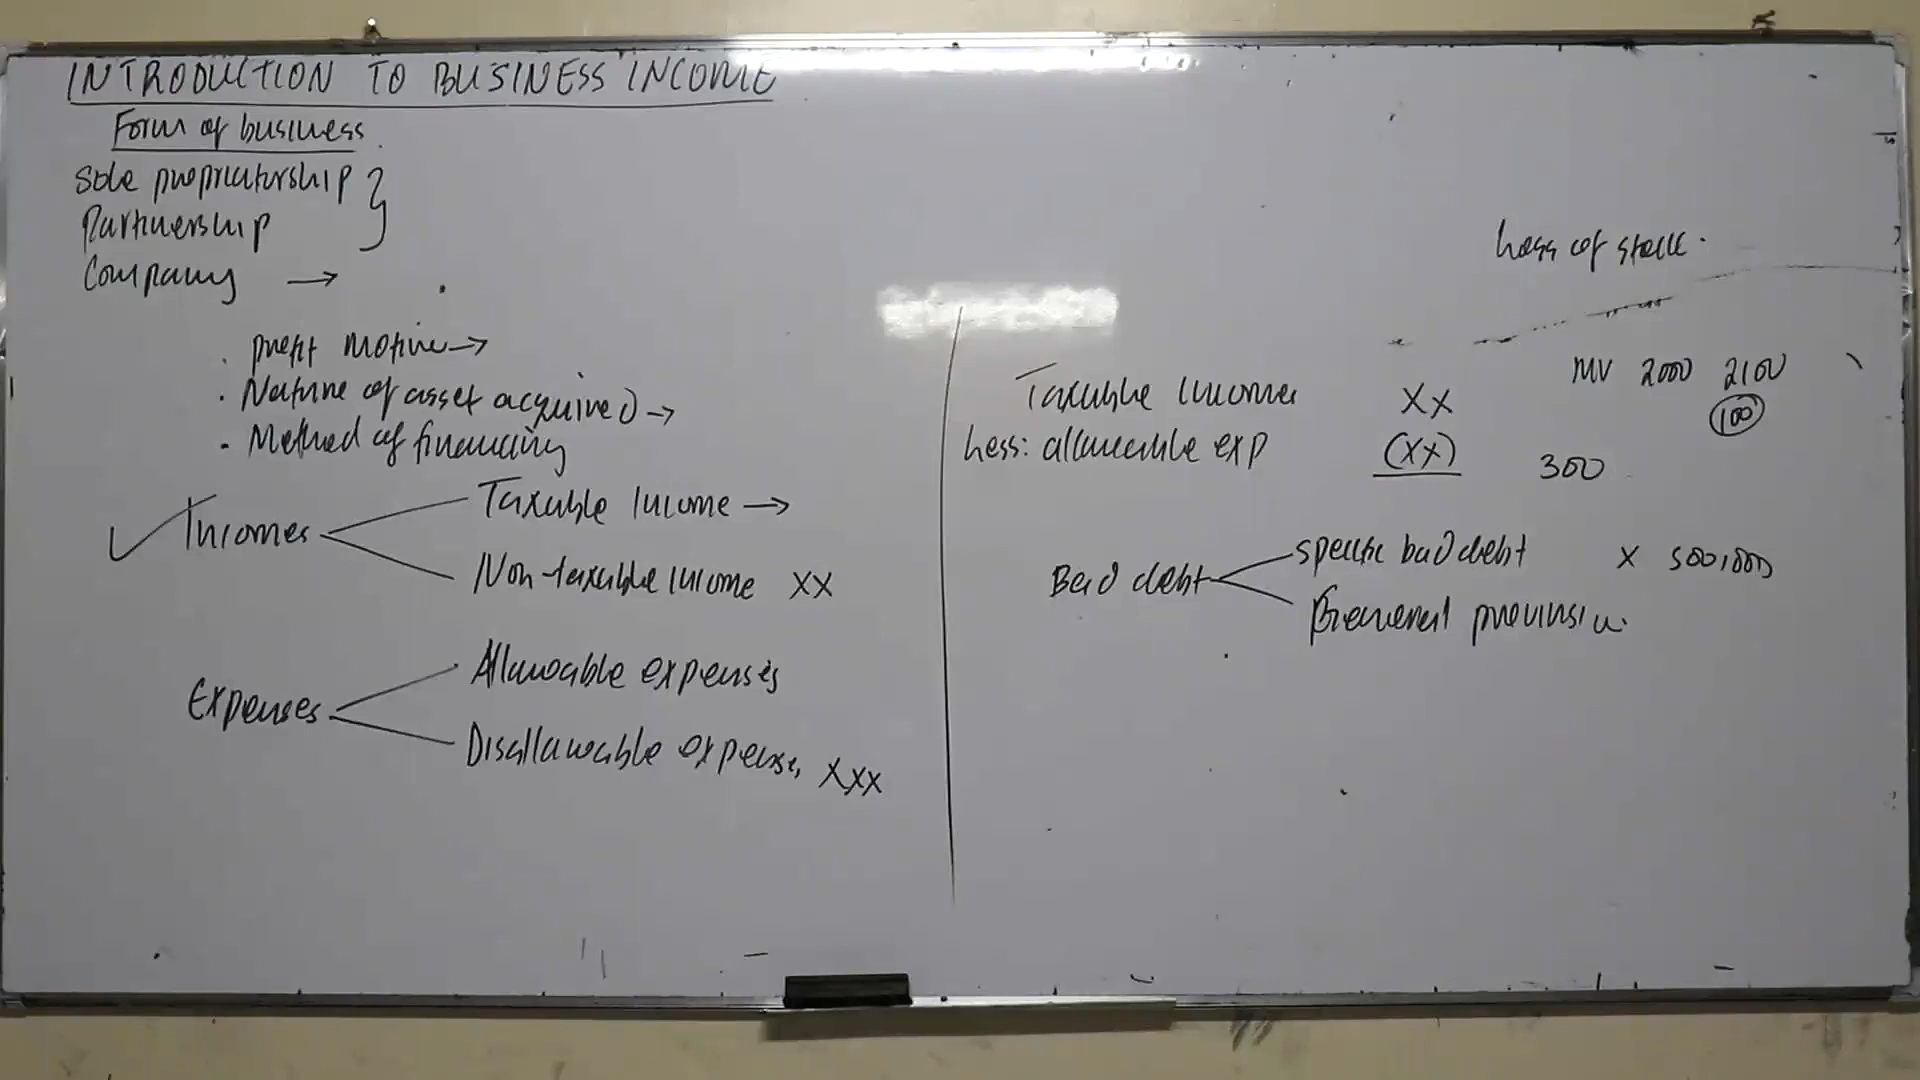 INTRODUCTION TO BUSINESS INCOME
Form of business
Sole proprietorship
Partnership
Company →
. profit motive →
. Nature of asset acquired →
. Method of financing
✓ Incomes
Taxable Income →
Non-taxable income XX
Expenses
Allowable expenses
Disallowable expenses XXX
Loss of stock.
MV 2000 2100
100
Taxable Income XX
Less: allowable exp (XX) 300
Bad debt
specific bad debt X 500,000
General provision